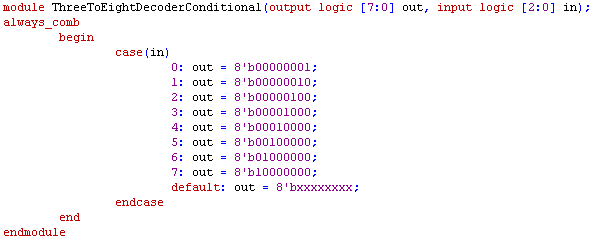 module ThreeToEightDecoderConditional(output logic [7:0] out, input logic [2:0] in);
always_comb
begin
case(in)
0: out = 8'b00000001;
1: out = 8'b00000010;
2: out = 8'b00000100;
3: out = 8'b00001000;
4: out = 8'b00010000;
5: out = 8'b00100000;
6: out = 8'b01000000;
7: out = 8'b10000000;
default: out = 8'bxxxxxxxx;
endcase
end
endmodule